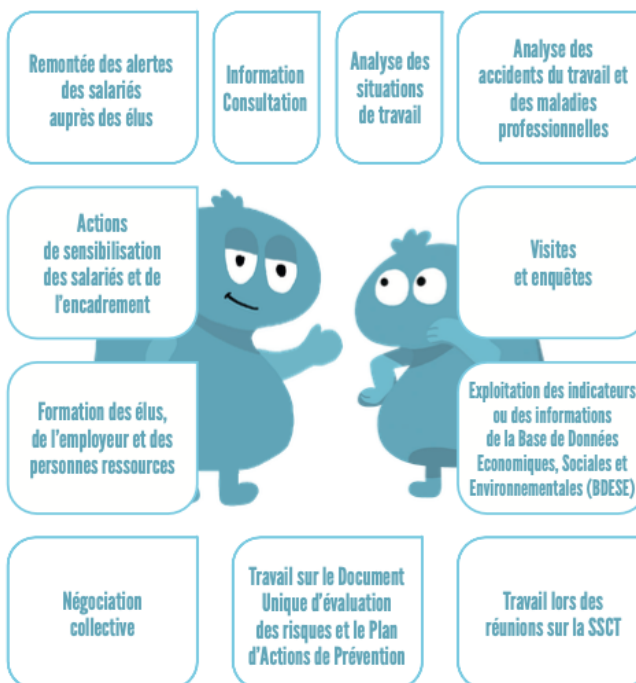 Remontée des alertes
des salariés
auprès des élus
Information
Consultation
Analyse des
situations
de travail
Analyse des
accidents du travail et
des maladies
professionnelles
Actions
de sensibilisation
des salariés et de
l'encadrement
Visites
et enquêtes
Formation des élus,
de l'employeur et des
personnes ressources
Exploitation des indicateurs
ou des informations
de la Base de Données
Economiques, Sociales et
Environnementales (BDESE)
Négociation
collective
Travail sur le Document
Unique d'évaluation
des risques et le Plan
d'Actions de Prévention
Travail lors des
réunions sur la SSCT